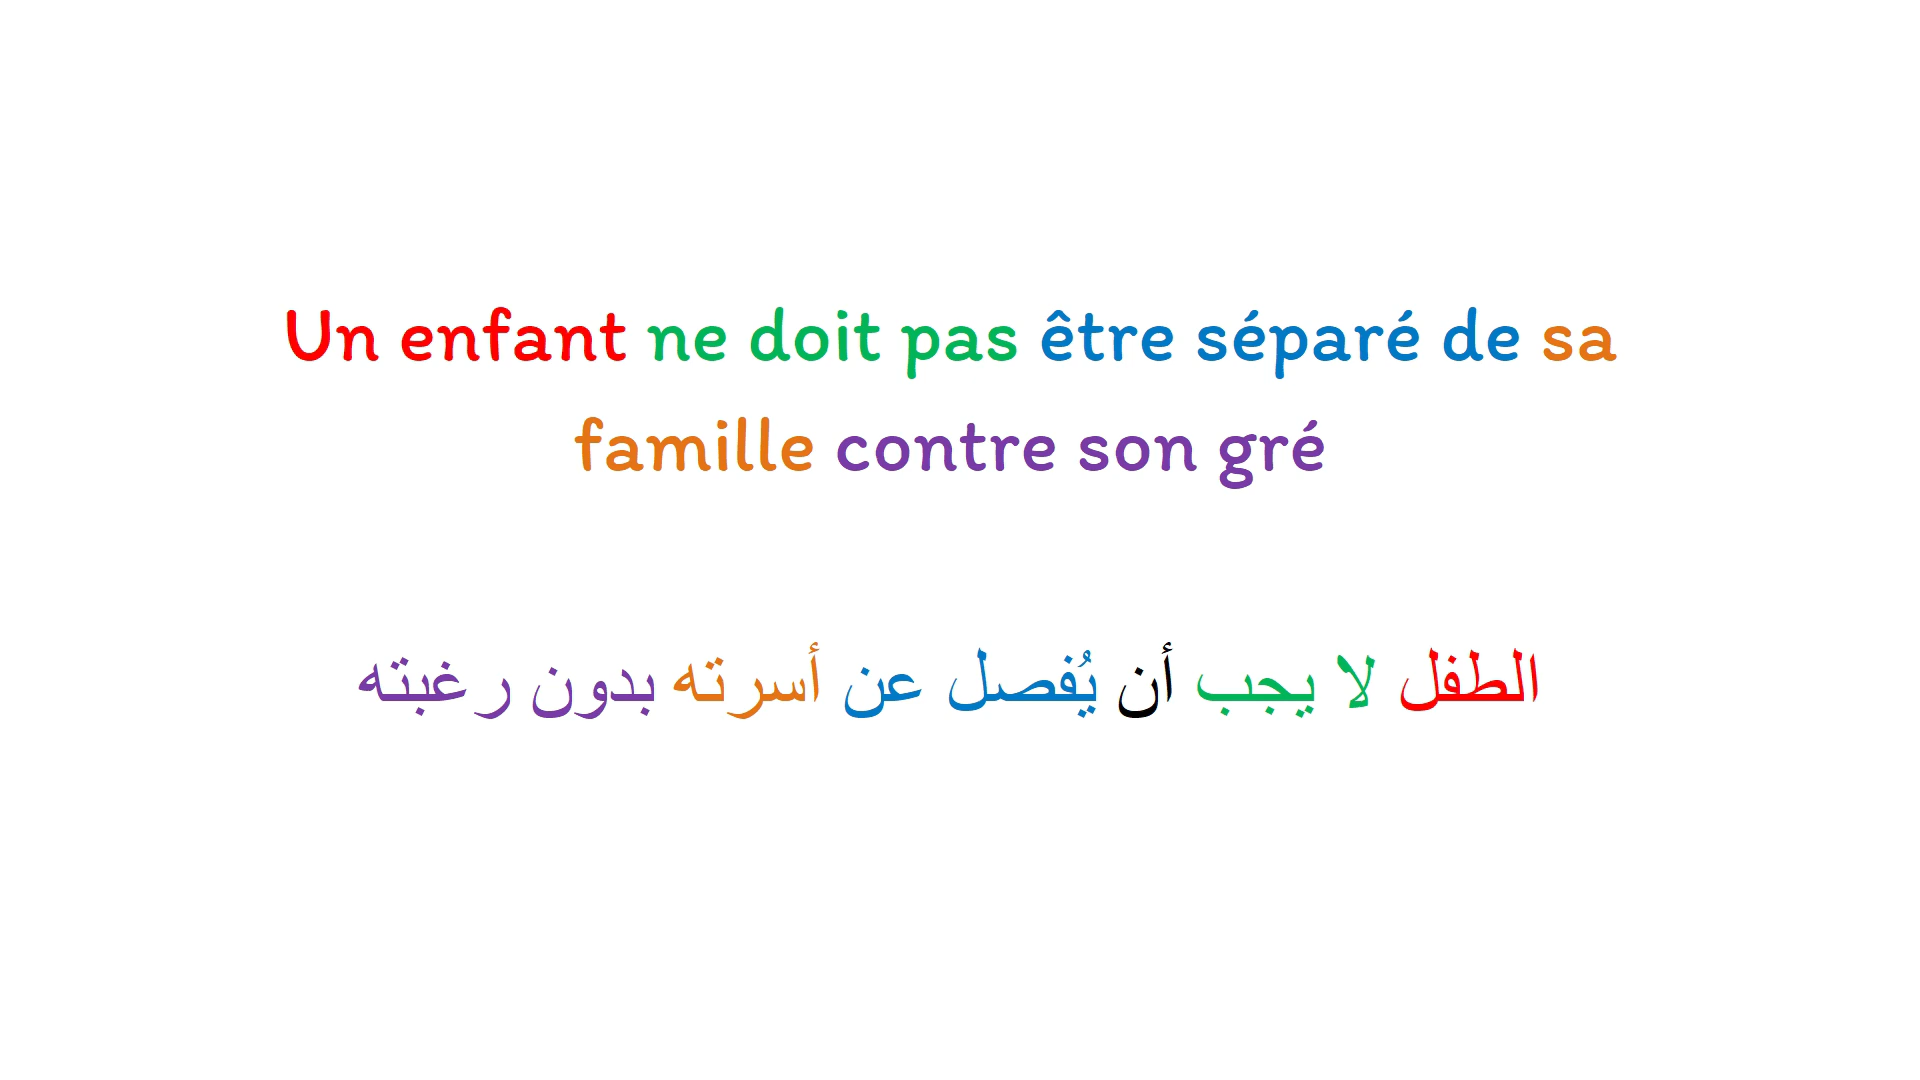 Un enfant ne doit pas être séparé de sa
famille contre son gré
الطفل لا يجب أن يُفصل عن أسرته بدون رغبته